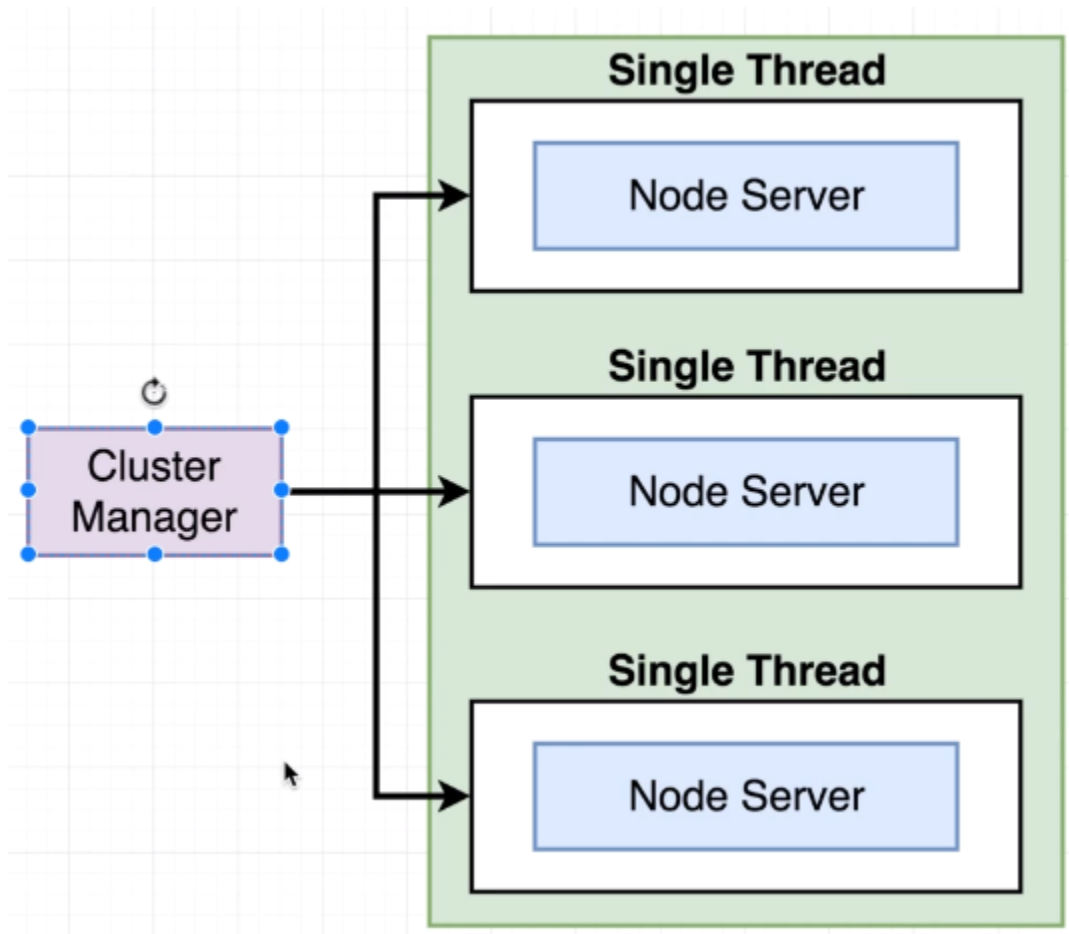 Single Thread
Node Server
Single Thread
Cluster
Manager
Node Server
Single Thread
Node Server